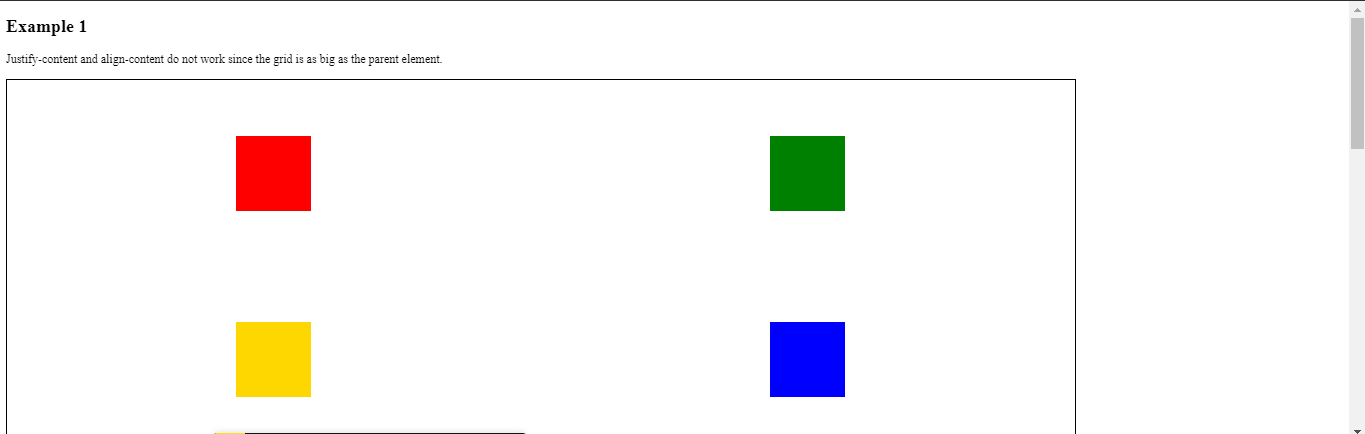 Example 1
Justify-content and align-content do not work since the grid is as big as the parent element.